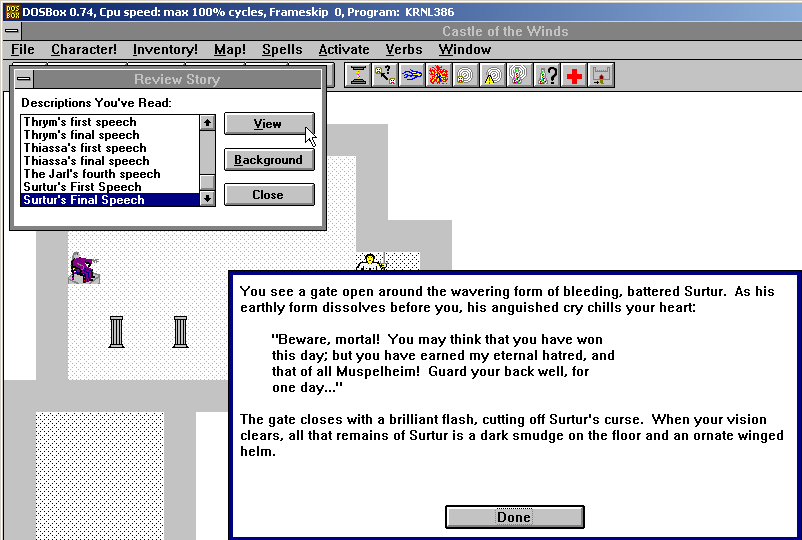 DOSBox 0.74, Cpu speed: max 100% cycles, Frameskip  0, Program:  KRNL386
Castle of the Winds
File Character! Inventory! Map! Spells Activate Verbs Window
Review Story
Descriptions You've Read:
Thrym's first speech
Thrym's final speech
Thiassa's first speech
Thiassa's final speech
The Jarl's fourth speech
Surtur's First Speech
Surtur's Final Speech
View
Background
Close
You see a gate open around the wavering form of bleeding, battered Surtur.  As his
earthly form dissolves before you, his anguished cry chills your heart:
"Beware, mortal!  You may think that you have won
this day; but you have earned my eternal hatred, and
that of all Muspelheim!  Guard your back well, for
one day..."
The gate closes with a brilliant flash, cutting off Surtur's curse.  When your vision
clears, all that remains of Surtur is a dark smudge on the floor and an ornate winged
helm.
Done